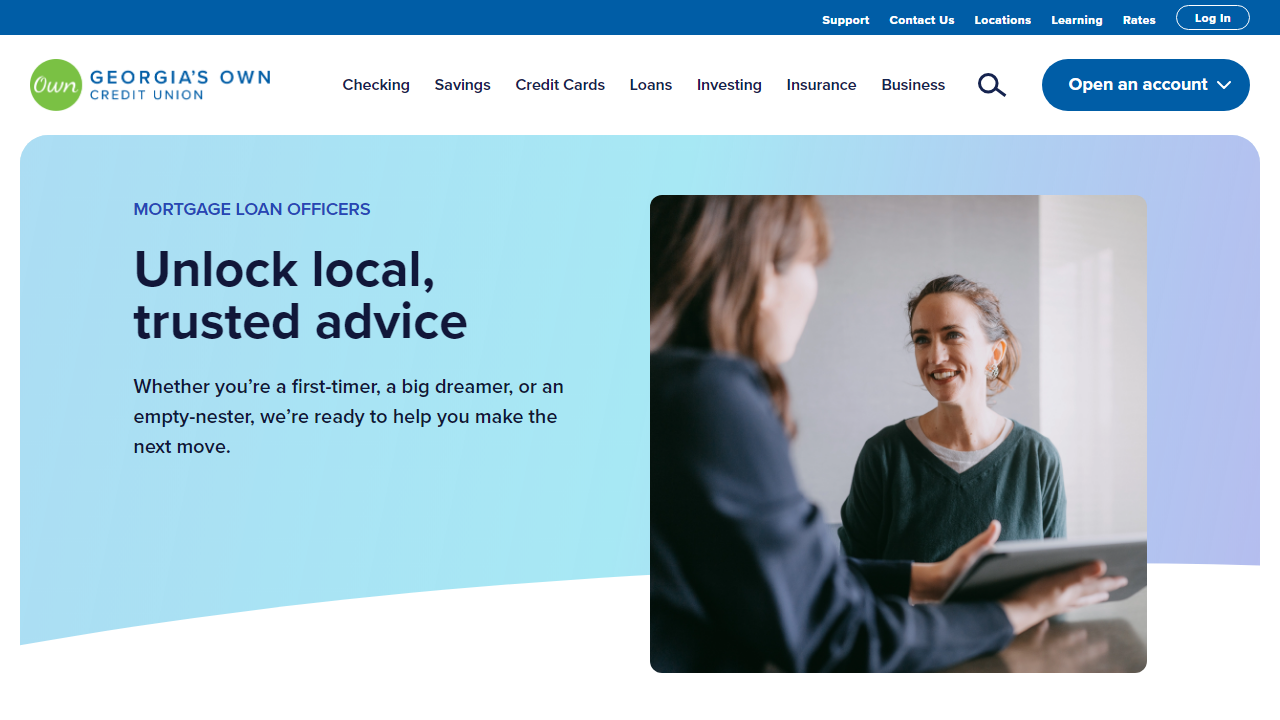 Support Contact Us Locations Learning Rates Log In
Own GEORGIA'S OWN
CREDIT UNION
Checking Savings Credit Cards Loans Investing Insurance Business Open an account
MORTGAGE LOAN OFFICERS
Unlock local,
trusted advice
Whether you’re a first-timer, a big dreamer, or an
empty-nester, we’re ready to help you make the
next move.